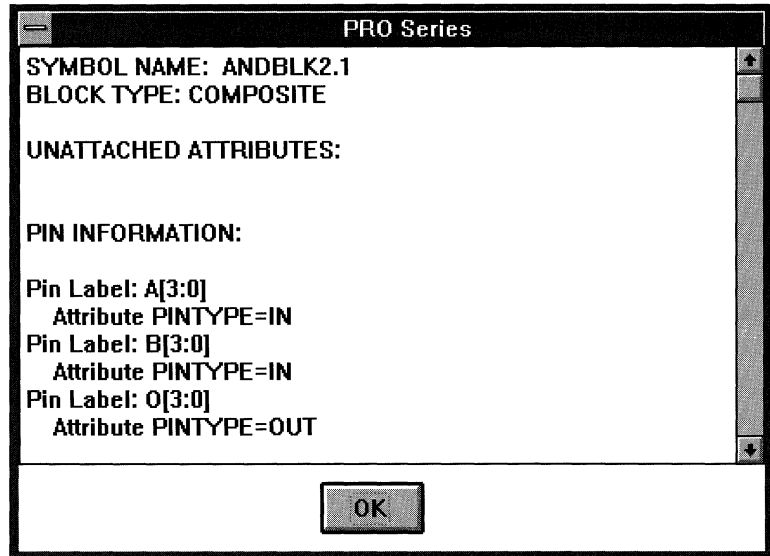 PRO Series
SYMBOL NAME: ANDBLK2.1
BLOCK TYPE: COMPOSITE
UNATTACHED ATTRIBUTES:
PIN INFORMATION:
Pin Label: A[3:0]
Attribute PINTYPE=IN
Pin Label: B[3:0]
Attribute PINTYPE=IN
Pin Label: O[3:0]
Attribute PINTYPE=OUT
OK